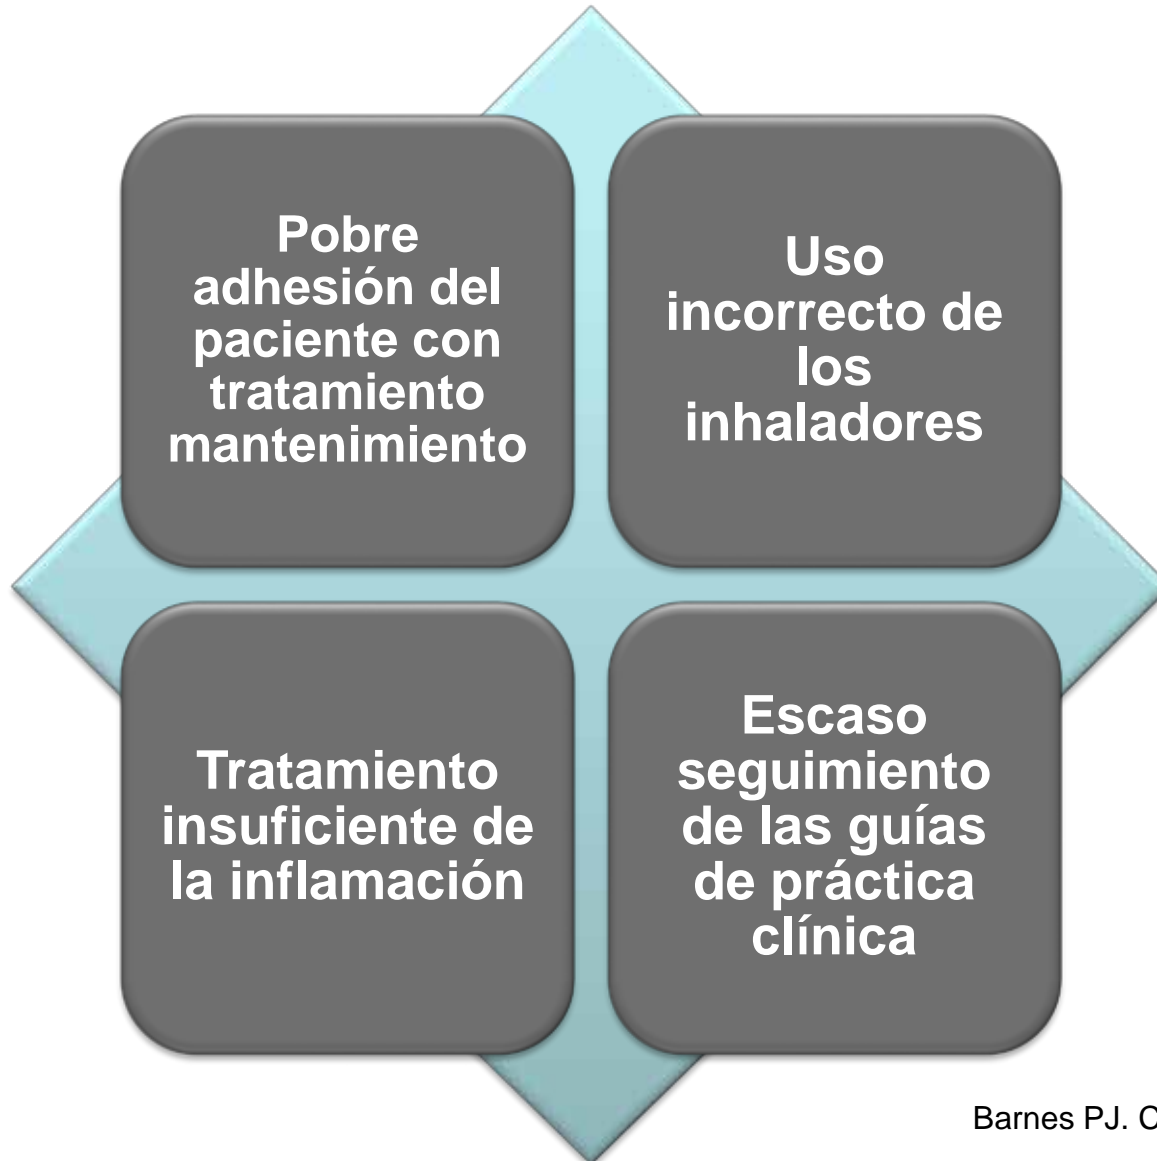 Pobre
adhesión del
paciente con
tratamiento
mantenimiento
Uso
incorrecto de
los
inhaladores
Tratamiento
insuficiente de
la inflamación
Escaso
seguimiento
de las guías
de práctica
clínica
Barnes PJ. C